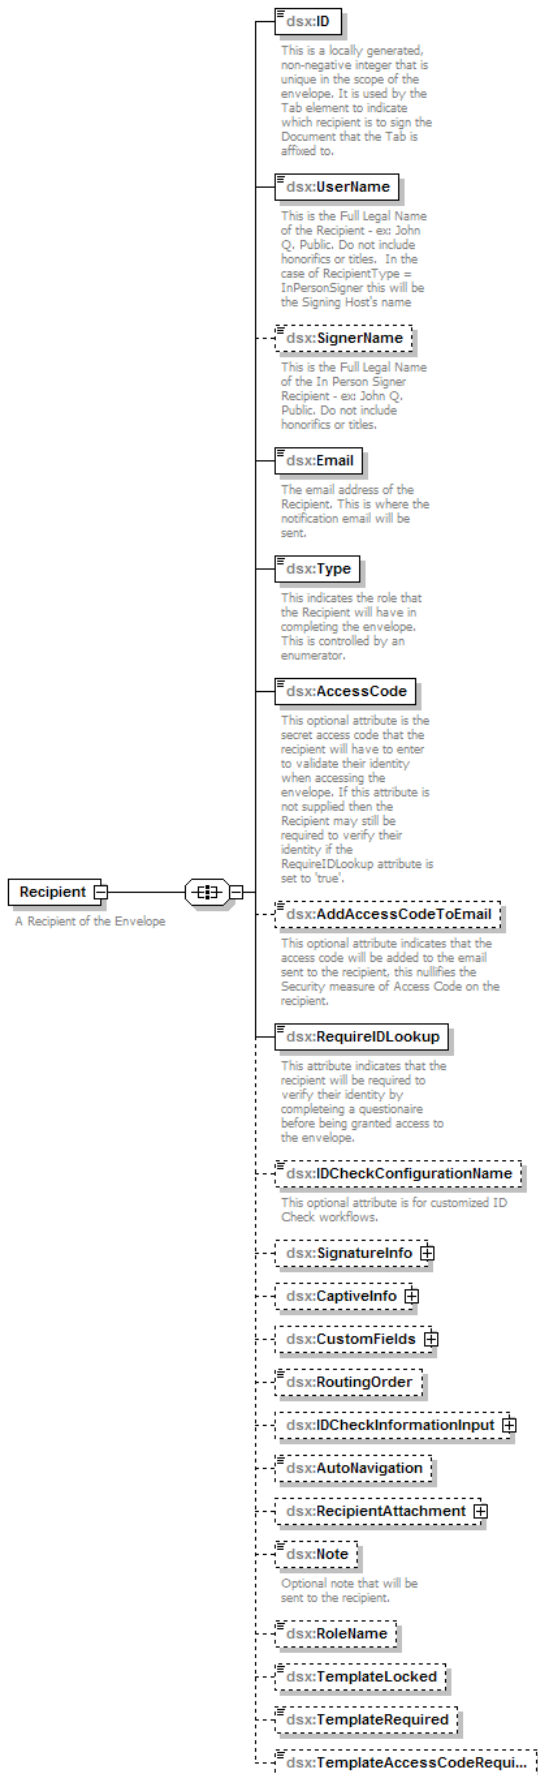 dsx:ID
This is a locally generated,
non-negative integer that is
unique in the scope of the
envelope. It is used by the
Tab element to indicate
which recipient is to sign the
Document that the Tab is
affixed to.
dsx:UserName
This is the Full Legal Name
of the Recipient - ex: John
Q. Public. Do not include
honorifics or titles.  In the
case of RecipientType =
InPersonSigner this will be
the Signing Host's name
dsx:SignerName
This is the Full Legal Name
of the In Person Signer
Recipient - ex: John Q.
Public. Do not include
honorifics or titles.
dsx:Email
The email address of the
Recipient. This is where the
notification email will be
sent.
dsx:Type
This indicates the role that
the Recipient will have in
completing the envelope.
This is controlled by an
enumerator.
dsx:AccessCode
This optional attribute is the
secret access code that the
recipient will have to enter
to validate their identity
when accessing the
envelope. If this attribute is
not supplied then the
Recipient may still be
required to verify their
identity if the
RequireIDLookup attribute is
set to 'true'.
Recipient
A Recipient of the Envelope
dsx:AddAccessCodeToEmail
This optional attribute indicates that the
access code will be added to the email
sent to the recipient, this nullifies the
Security measure of Access Code on the
recipient.
dsx:RequireIDLookup
This attribute indicates that the
recipient will be required to
verify their identity by
completeing a questionaire
before being granted access to
the envelope.
dsx:IDCheckConfigurationName
This optional attribute is for customized ID
Check workflows.
dsx:SignatureInfo
dsx:CaptiveInfo
dsx:CustomFields
dsx:RoutingOrder
dsx:IDCheckInformationInput
dsx:AutoNavigation
dsx:RecipientAttachment
dsx:Note
Optional note that will be
sent to the recipient.
dsx:RoleName
dsx:TemplateLocked
dsx:TemplateRequired
dsx:TemplateAccessCodeRequi...